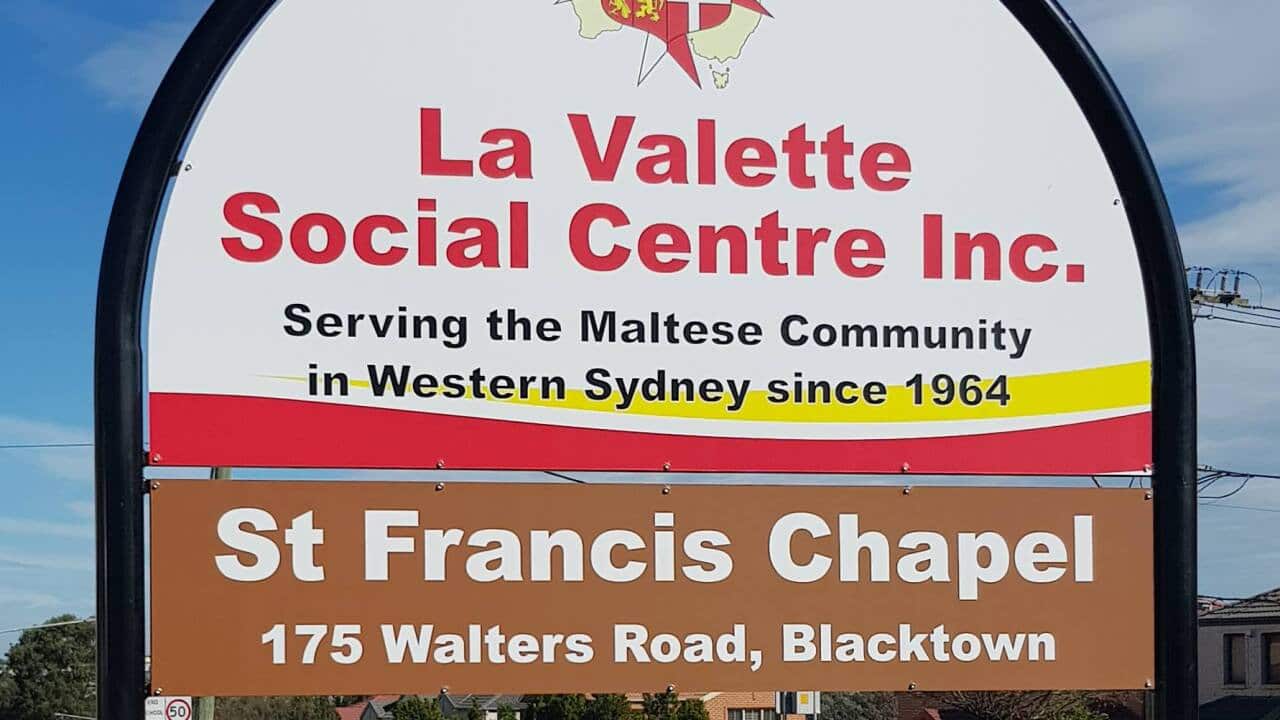 La Valette
Social Centre Inc.
Serving the Maltese Community
in Western Sydney since 1964
St Francis Chapel
175 Walters Road, Blacktown
50